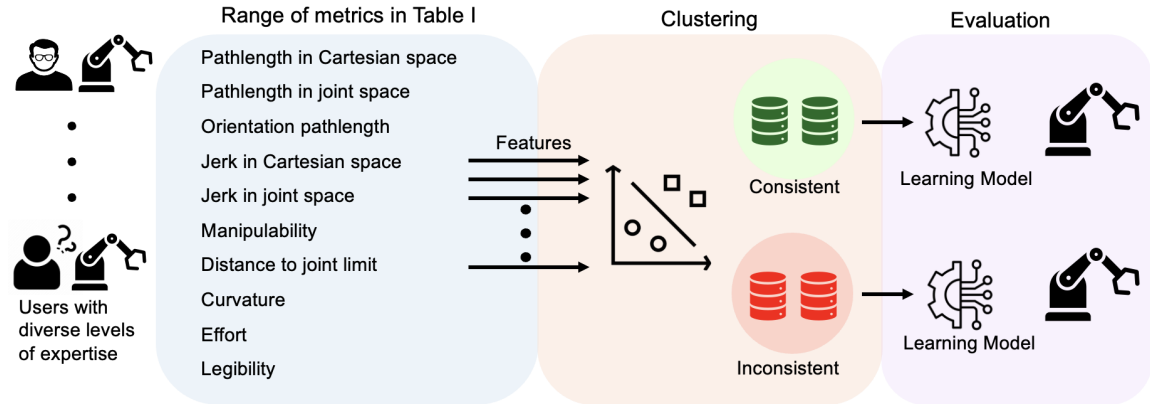 Range of metrics in Table I
Clustering
Evaluation
Pathlength in Cartesian space
Pathlength in joint space
Orientation pathlength
Jerk in Cartesian space
Jerk in joint space
Manipulability
Distance to joint limit
Curvature
Effort
Legibility
??
Users with
diverse levels
of expertise
Features
Consistent
Inconsistent
Learning Model
Learning Model